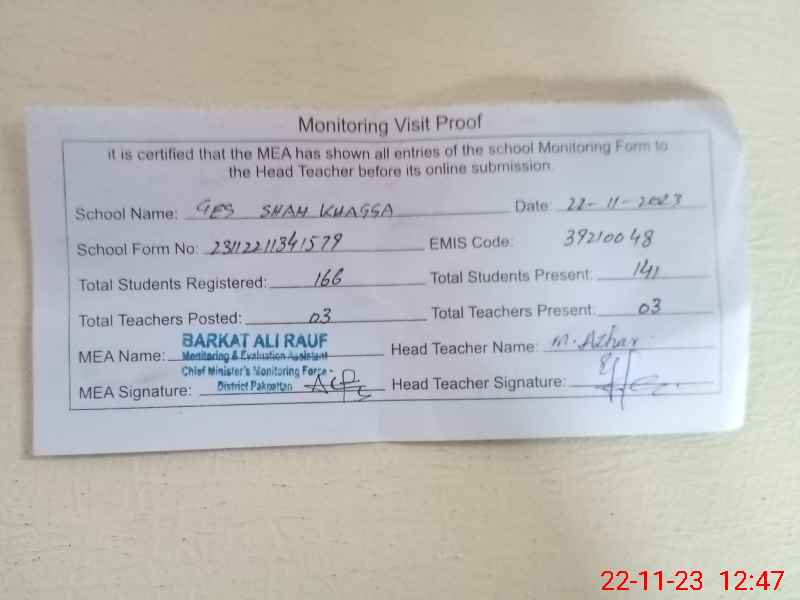 Monitoring Visit Proof
it is certified that the MEA has shown all entries of the school Monitoring Form to
the Head Teacher before its online submission.
School Name: GES SHAH KHAGGA Date: 22-11-2023
School Form No: 23112211341579 EMIS Code: 39210048
Total Students Registered: 166 Total Students Present: 141
Total Teachers Posted: 03 Total Teachers Present: 03
MEA Name: BARKAT ALI RAUF Head Teacher Name: M. Azhar
Monitoring & Evaluation Assistant
Chief Minister's Monitoring Force
District Pakpattan
MEA Signature: Head Teacher Signature:
22-11-23 12:47